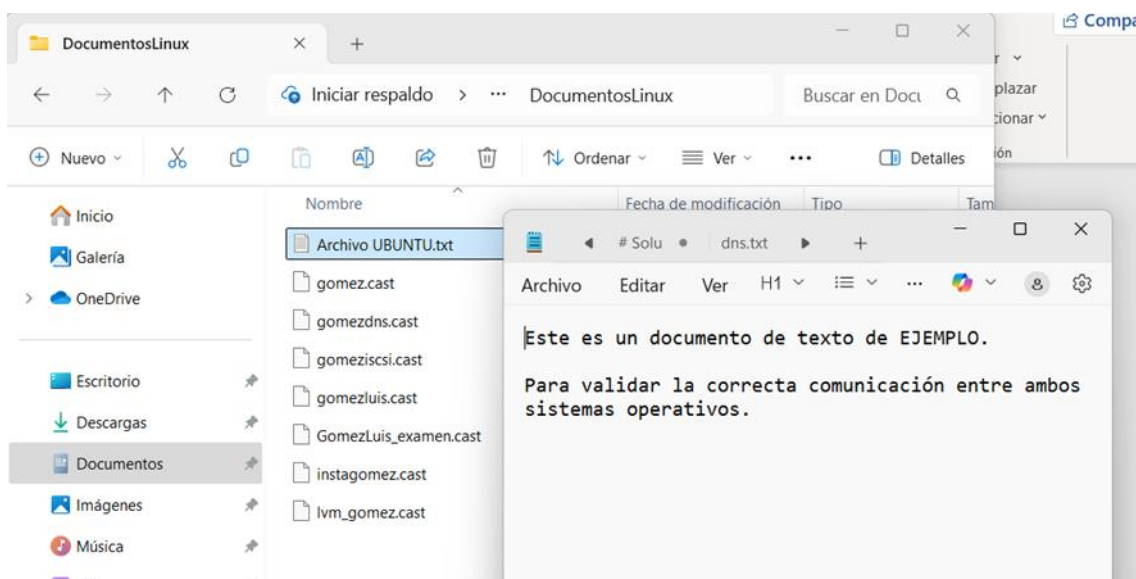 Compa
DocumentosLinux
plazar
Iniciar respaldo > ... DocumentosLinux
Buscar en Docu
cionar
Nuevo
Ordenar
Ver
Detalles
ión
Nombre
Fecha de modificación
Tipo
Tam
Inicio
Galería
OneDrive
Escritorio
Descargas
Documentos
Imágenes
Música
Archivo UBUNTU.txt
gomez.cast
gomezdns.cast
gomeziscsi.cast
gomezluis.cast
GomezLuis_examen.cast
instagomez.cast
lvm_gomez.cast
# Solu
dns.txt
Archivo Editar Ver H1
Este es un documento de texto de EJEMPLO.
Para validar la correcta comunicación entre ambos
sistemas operativos.